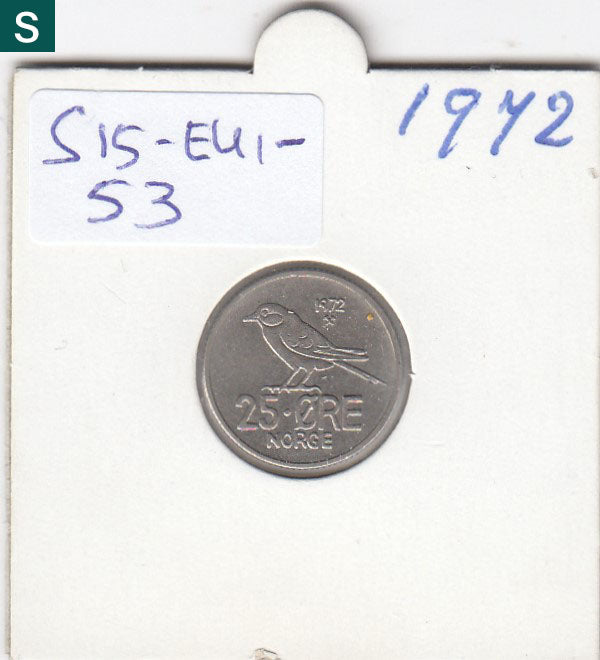 S
S15-EU1-
53
1972
1972
25·ØRE
NORGE